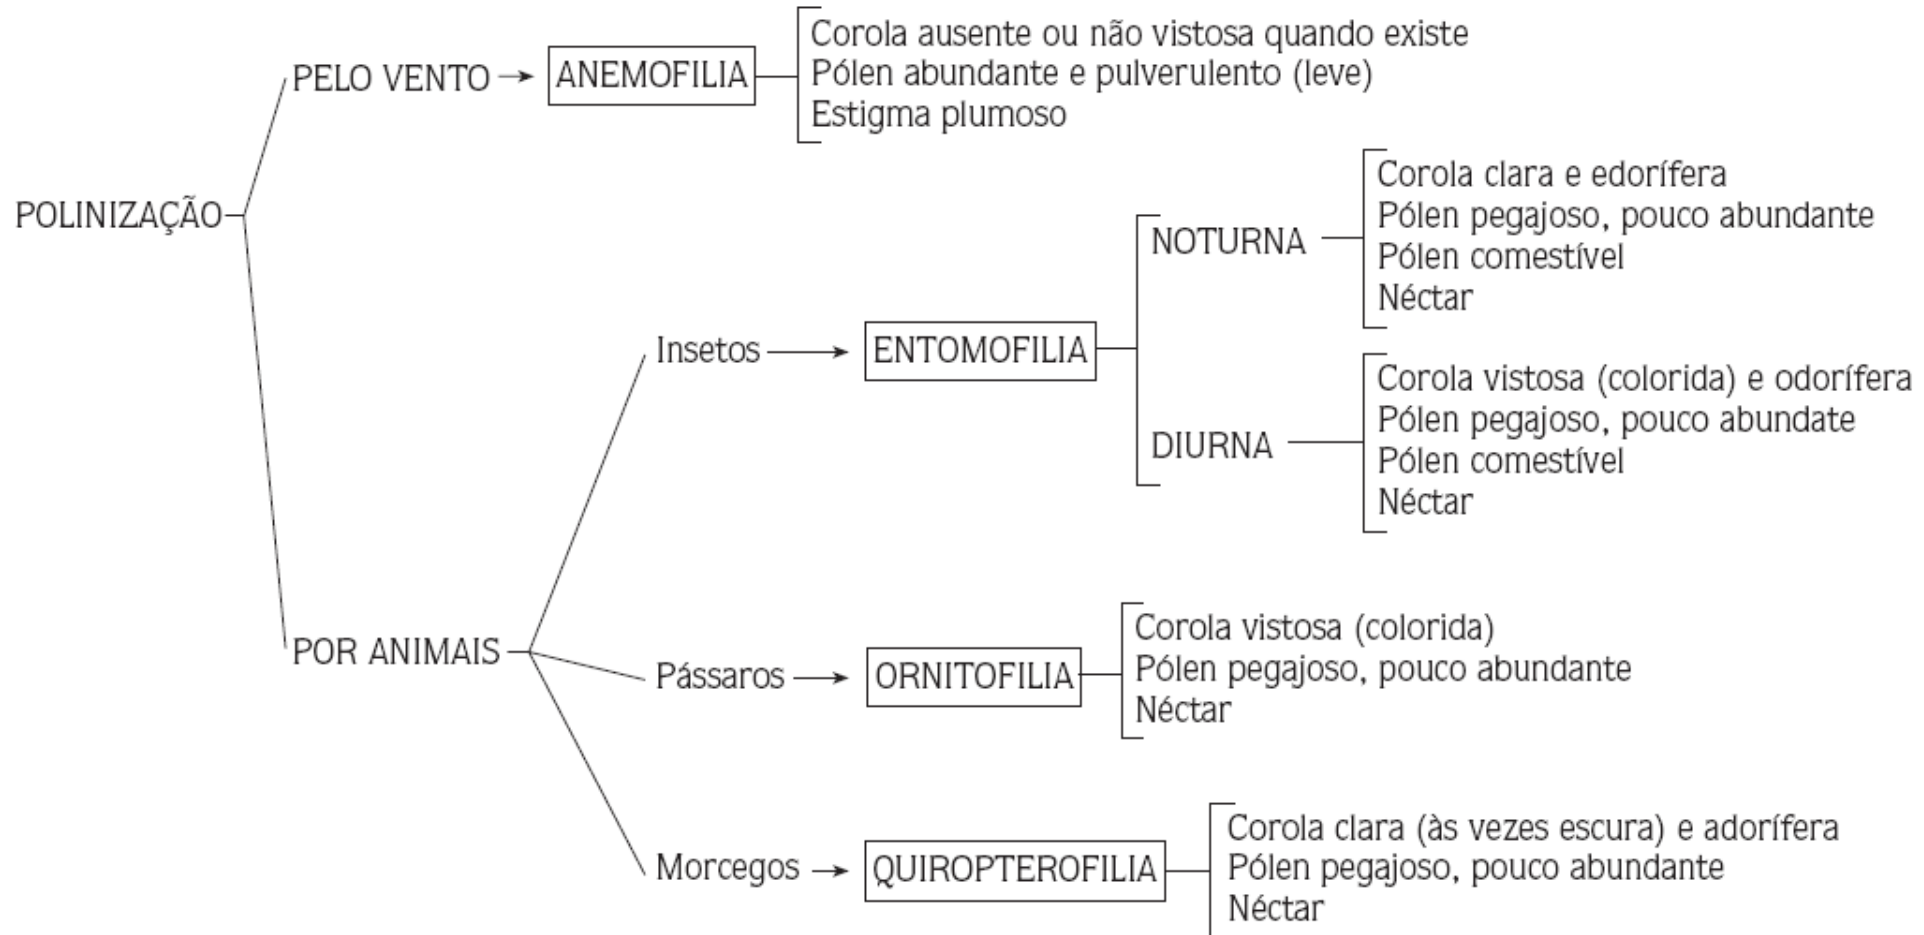 POLINIZAÇÃO
PELO VENTO
ANEMOFILIA
Corola ausente ou não vistosa quando existe
Pólen abundante e pulverulento (leve)
Estigma plumoso
POR ANIMAIS
Insetos
ENTOMOFILIA
NOTURNA
Corola clara e edorífera
Pólen pegajoso, pouco abundante
Pólen comestível
Néctar
DIURNA
Corola vistosa (colorida) e odorífera
Pólen pegajoso, pouco abundate
Pólen comestível
Néctar
Pássaros
ORNITOFILIA
Corola vistosa (colorida)
Pólen pegajoso, pouco abundante
Néctar
Morcegos
QUIROPTEROFILIA
Corola clara (às vezes escura) e adorífera
Pólen pegajoso, pouco abundante
Néctar